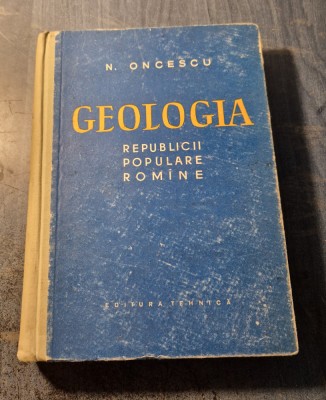 N. ONCESCU
GEOLOGIA
REPUBLICII
POPULARE
ROMÎNE
EDITURA TEHNICĂ